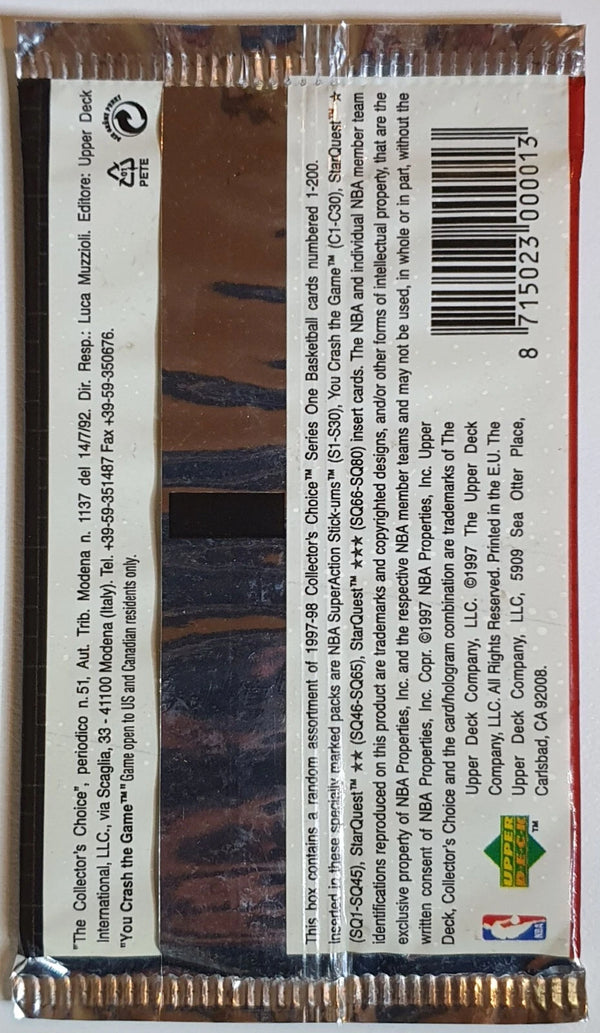 "The Collector's Choice", periodico n. 51, Aut. Trib. Modena n. 1137 del 14/7/92. Dir. Resp.: Luca Muzzioli. Editore: Upper Deck
International, LLC., via Scaglia, 33 - 41100 Modena (Italy). Tel. +39-59-351487 Fax +39-59-350676.
"You Crash the Game™" Game open to US and Canadian residents only.
01
PETE
This box contains a random assortment of 1997-98 Collector's Choice™ Series One Basketball cards numbered 1-200.
Inserted in these specially marked packs are NBA SuperAction Stick-ums™ (S1-S30), You Crash the Game™ (C1-C30), StarQuest™ ★
(SQ1-SQ45), StarQuest™ ★★ (SQ46-SQ65), StarQuest™ ★★★ (SQ66-SQ80) insert cards. The NBA and individual NBA member team
identifications reproduced on this product are trademarks and copyrighted designs, and/or other forms of intellectual property, that are the
exclusive property of NBA Properties, Inc. and the respective NBA member teams and may not be used, in whole or in part, without the
written consent of NBA Properties, Inc. Copr. ©1997 NBA Properties, Inc. Upper
Deck, Collector's Choice and the card/hologram combination are trademarks of The
Upper Deck Company, LLC. ©1997 The Upper Deck
Company, LLC. All Rights Reserved. Printed in the E.U. The
Upper Deck Company, LLC, 5909 Sea Otter Place,
Carlsbad, CA 92008.
NBA
UPPER
DECK™
8 715023 000013